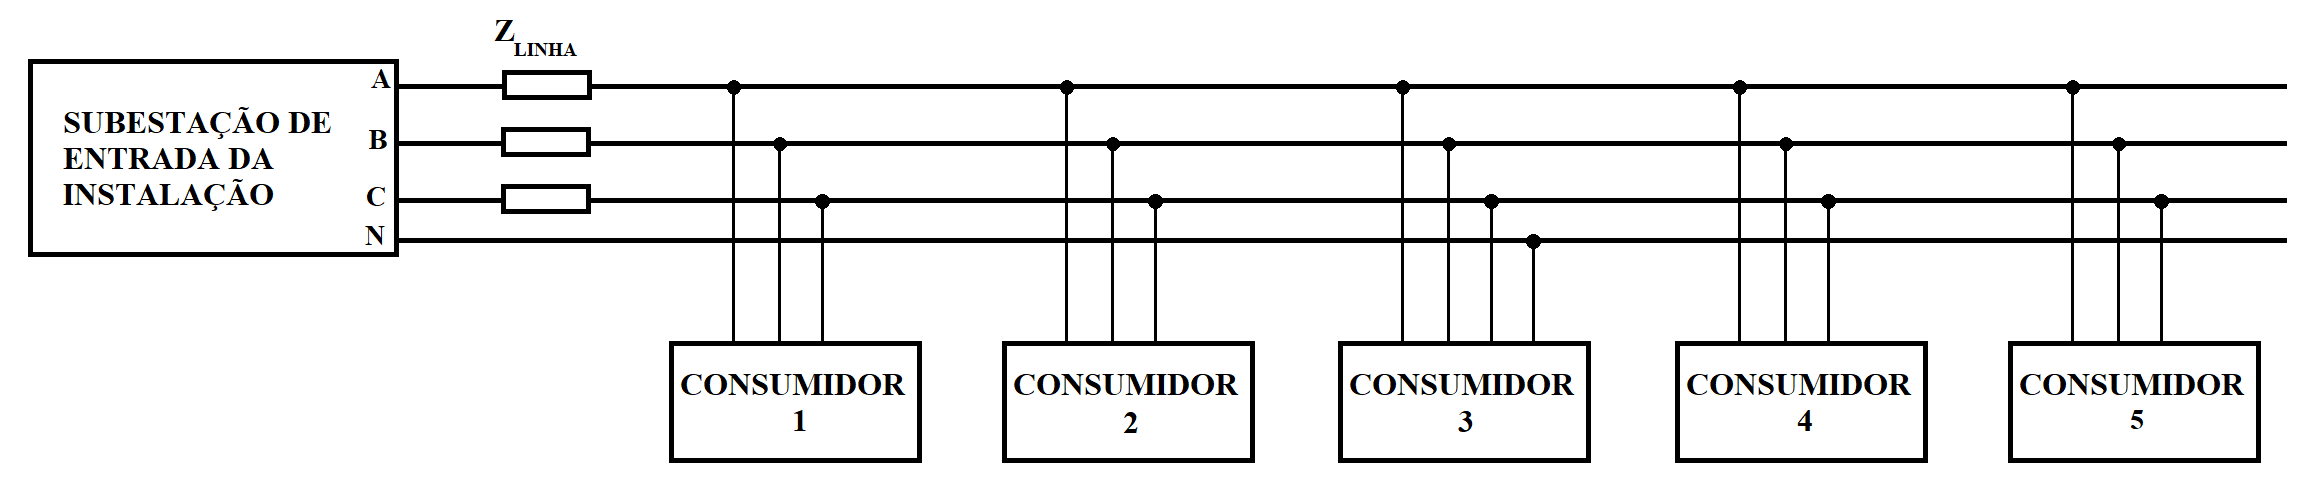 Z
LINHA
A
SUBESTAÇÃO DE
B
ENTRADA DA
C
INSTALAÇÃO
N
CONSUMIDOR
1
CONSUMIDOR
2
CONSUMIDOR
3
CONSUMIDOR
4
CONSUMIDOR
5